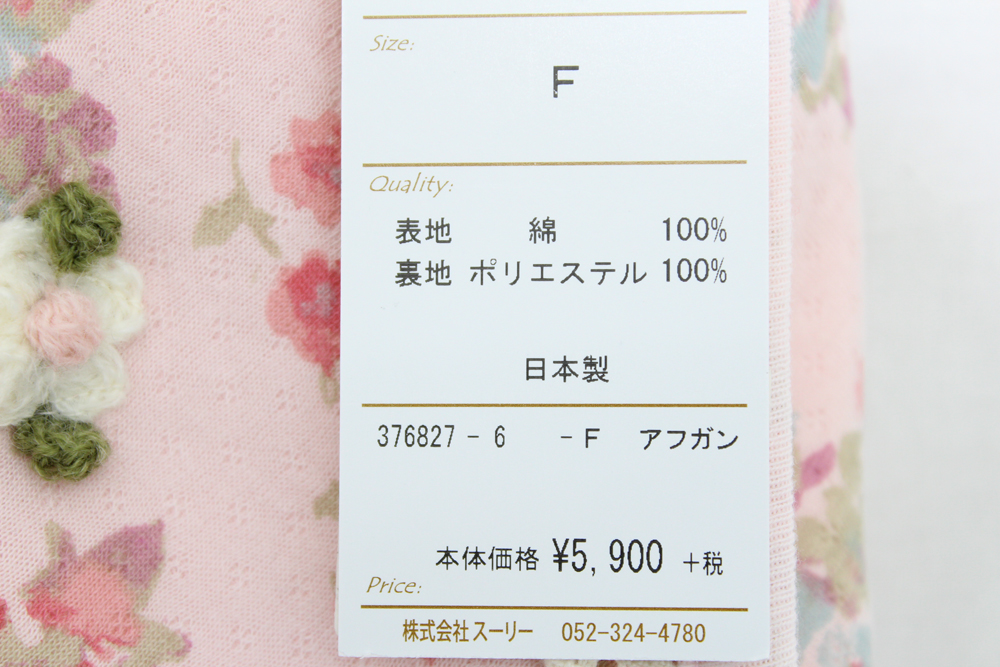 Size:
F
Quality:
表地 綿 100%
裏地 ポリエステル 100%
日本製
376827 - 6 - F アフガン
本体価格 ¥5,900 +税
Price:
株式会社スーリー 052-324-4780